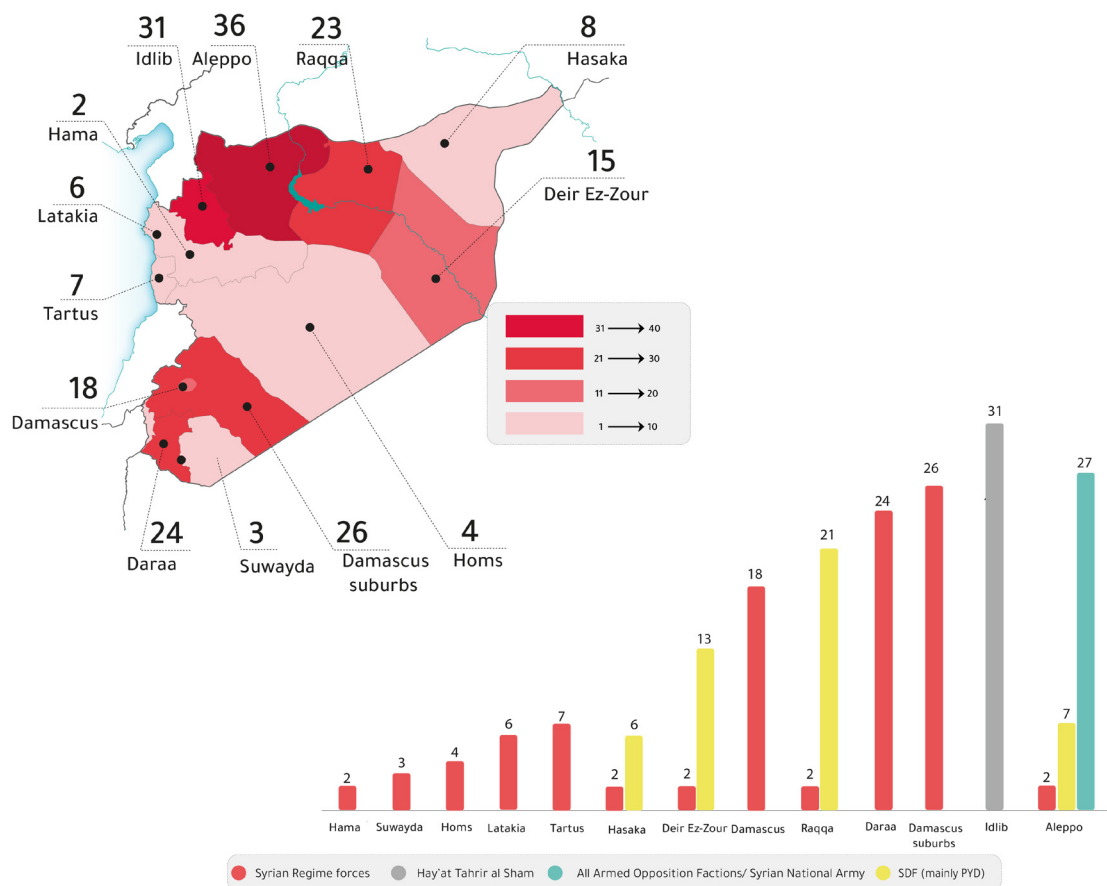 31
Idlib
36
Aleppo
23
Raqqa
8
Hasaka
2
Hama
15
Deir Ez-Zour
6
Latakia
7
Tartus
18
Damascus
24
Daraa
3
Suwayda
26
Damascus
suburbs
4
Homs
31 40
21 30
11 20
1 10
2
3
4
6
7
2
6
2
13
18
2
21
24
26
31
2
7
27
Hama
Suwayda
Homs
Latakia
Tartus
Hasaka
Deir Ez-Zour
Damascus
Raqqa
Daraa
Damascus
suburbs
Idlib
Aleppo
Syrian Regime forces
Hay`at Tahrir al Sham
All Armed Opposition Factions/ Syrian National Army
SDF (mainly PYD)